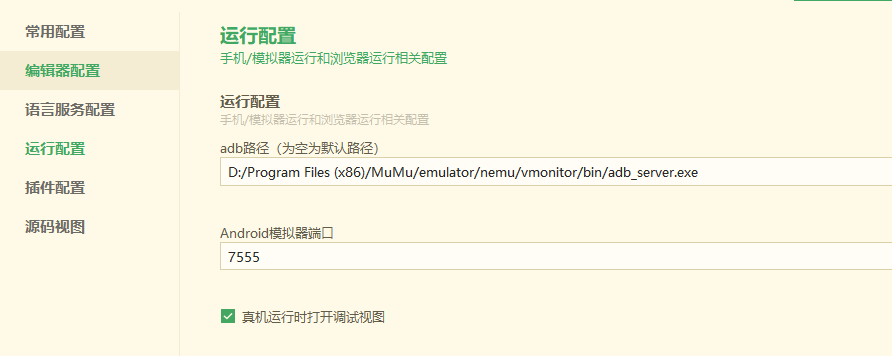 常用配置
编辑器配置
语言服务配置
运行配置
插件配置
源码视图
运行配置
手机/模拟器运行和浏览器运行相关配置
运行配置
手机/模拟器运行和浏览器运行相关配置
adb路径（为空为默认路径）
D:/Program Files (x86)/MuMu/emulator/nemu/vmonitor/bin/adb_server.exe
Android模拟器端口
7555
真机运行时打开调试视图